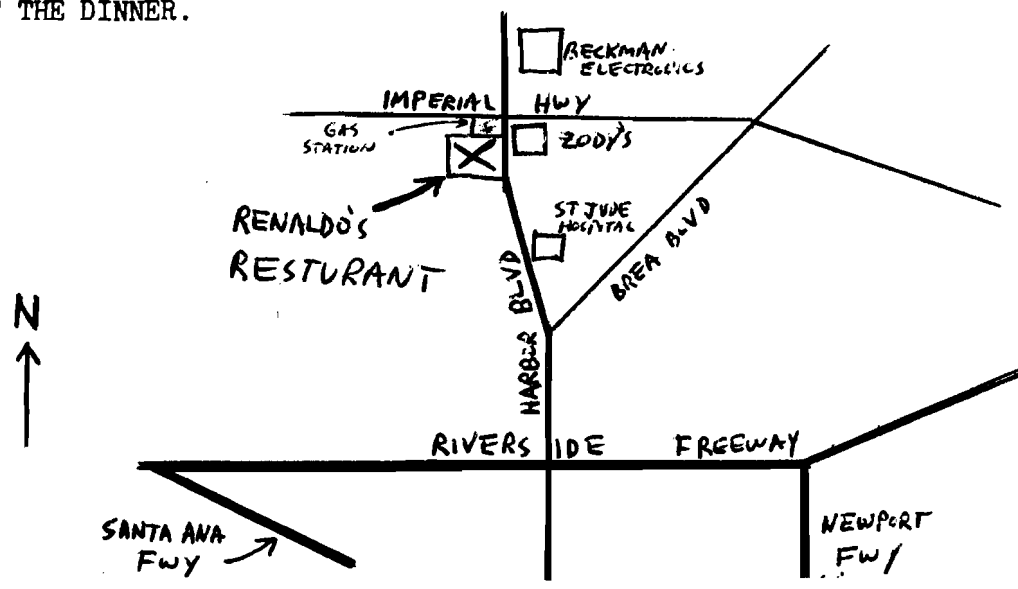 THE DINNER.
BECKMAN
ELECTRONICS
IMPERIAL HWY
GAS
STATION
ZODY'S
RENALDO'S
RESTURANT
ST JUDE
HOSPITAL
BREA BLVD
HARBOR BLVD
N
RIVERSIDE FREEWAY
SANTA ANA
FWY
NEWPORT
FWY